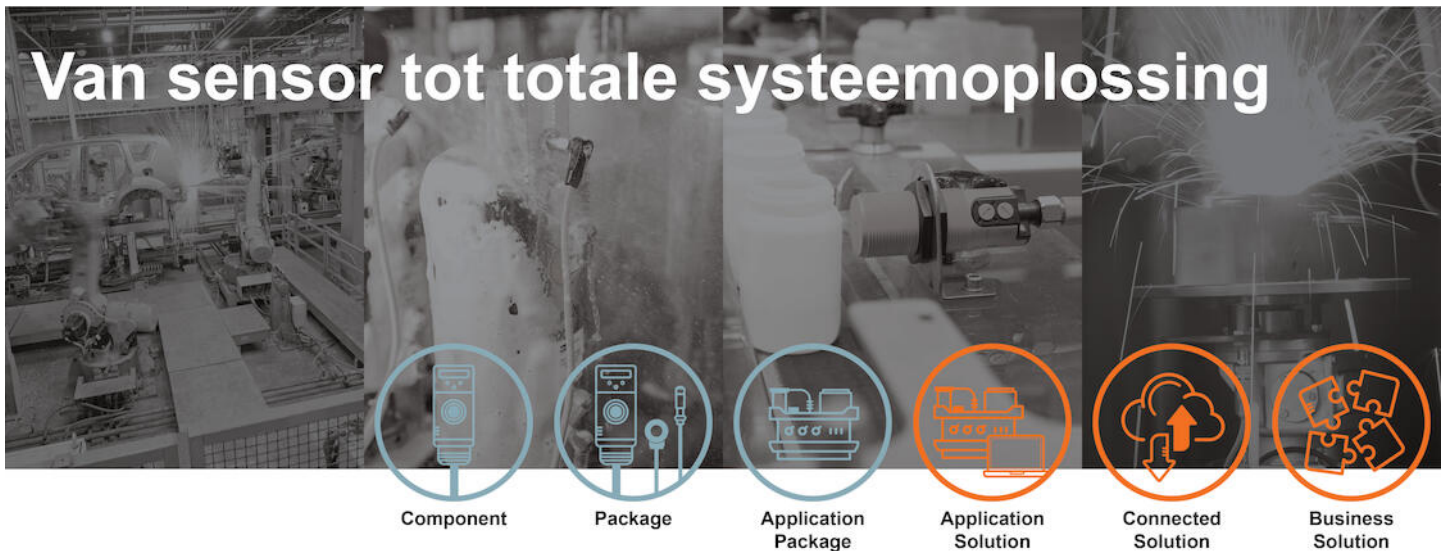 Van sensor tot totale systeemoplossing
Component
Package
Application
Package
Application
Solution
Connected
Solution
Business
Solution